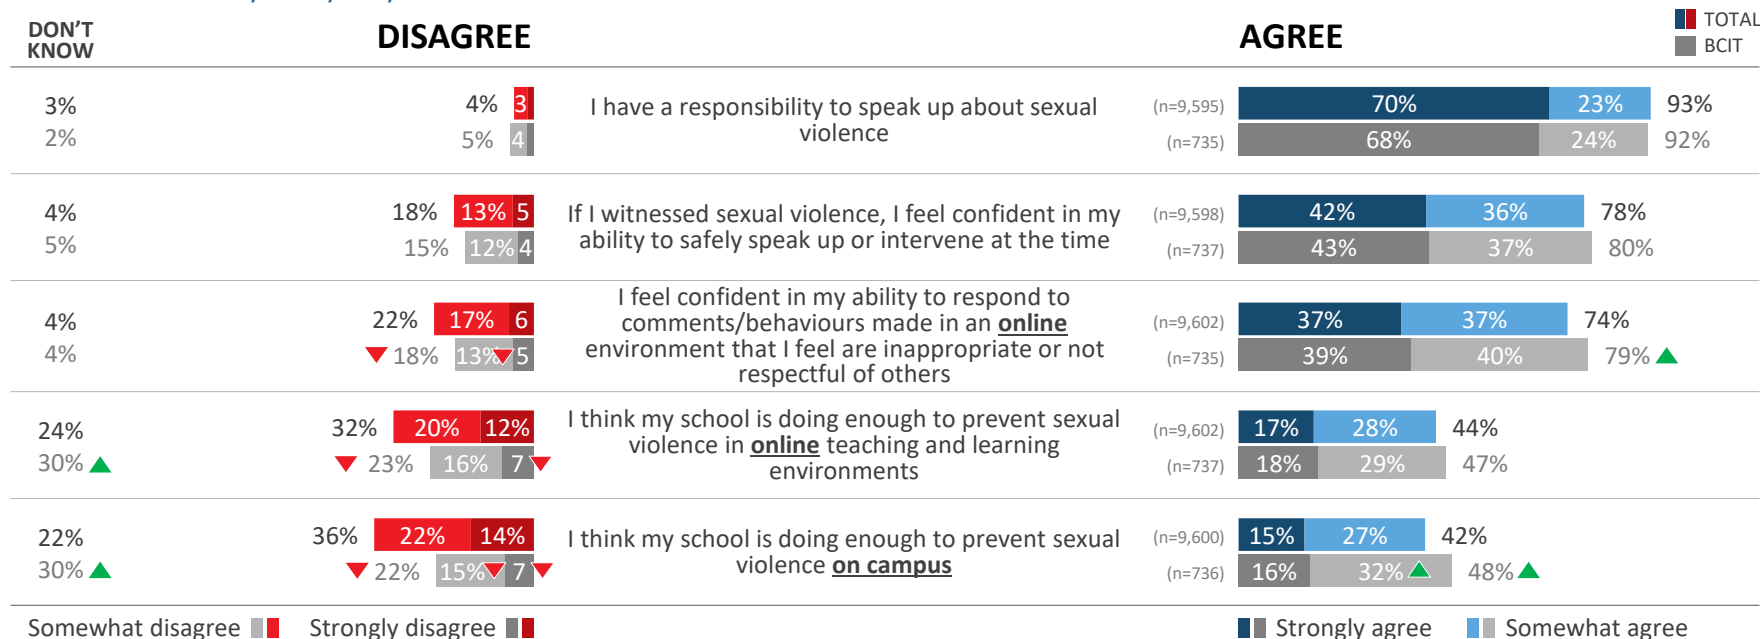 DON'T KNOW
DISAGREE
AGREE
TOTAL
BCIT
3%
4%
3
I have a responsibility to speak up about sexual
violence
(n=9,595)
70%
23%
93%
2%
5%
4
(n=735)
68%
24%
92%
4%
18%
13%
5
If I witnessed sexual violence, I feel confident in my
ability to safely speak up or intervene at the time
(n=9,598)
42%
36%
78%
5%
15%
12%
4
(n=737)
43%
37%
80%
4%
22%
17%
6
I feel confident in my ability to respond to
comments/behaviours made in an online
environment that I feel are inappropriate or not
respectful of others
(n=9,602)
37%
37%
74%
4%
18%
13%
5
(n=735)
39%
40%
79%
24%
32%
20%
12%
I think my school is doing enough to prevent sexual
violence in online teaching and learning
environments
(n=9,602)
17%
28%
44%
30%
23%
16%
7
(n=737)
18%
29%
47%
22%
36%
22%
14%
I think my school is doing enough to prevent sexual
violence on campus
(n=9,600)
15%
27%
42%
30%
22%
15%
7
(n=736)
16%
32%
48%
Somewhat disagree
Strongly disagree
Strongly agree
Somewhat agree